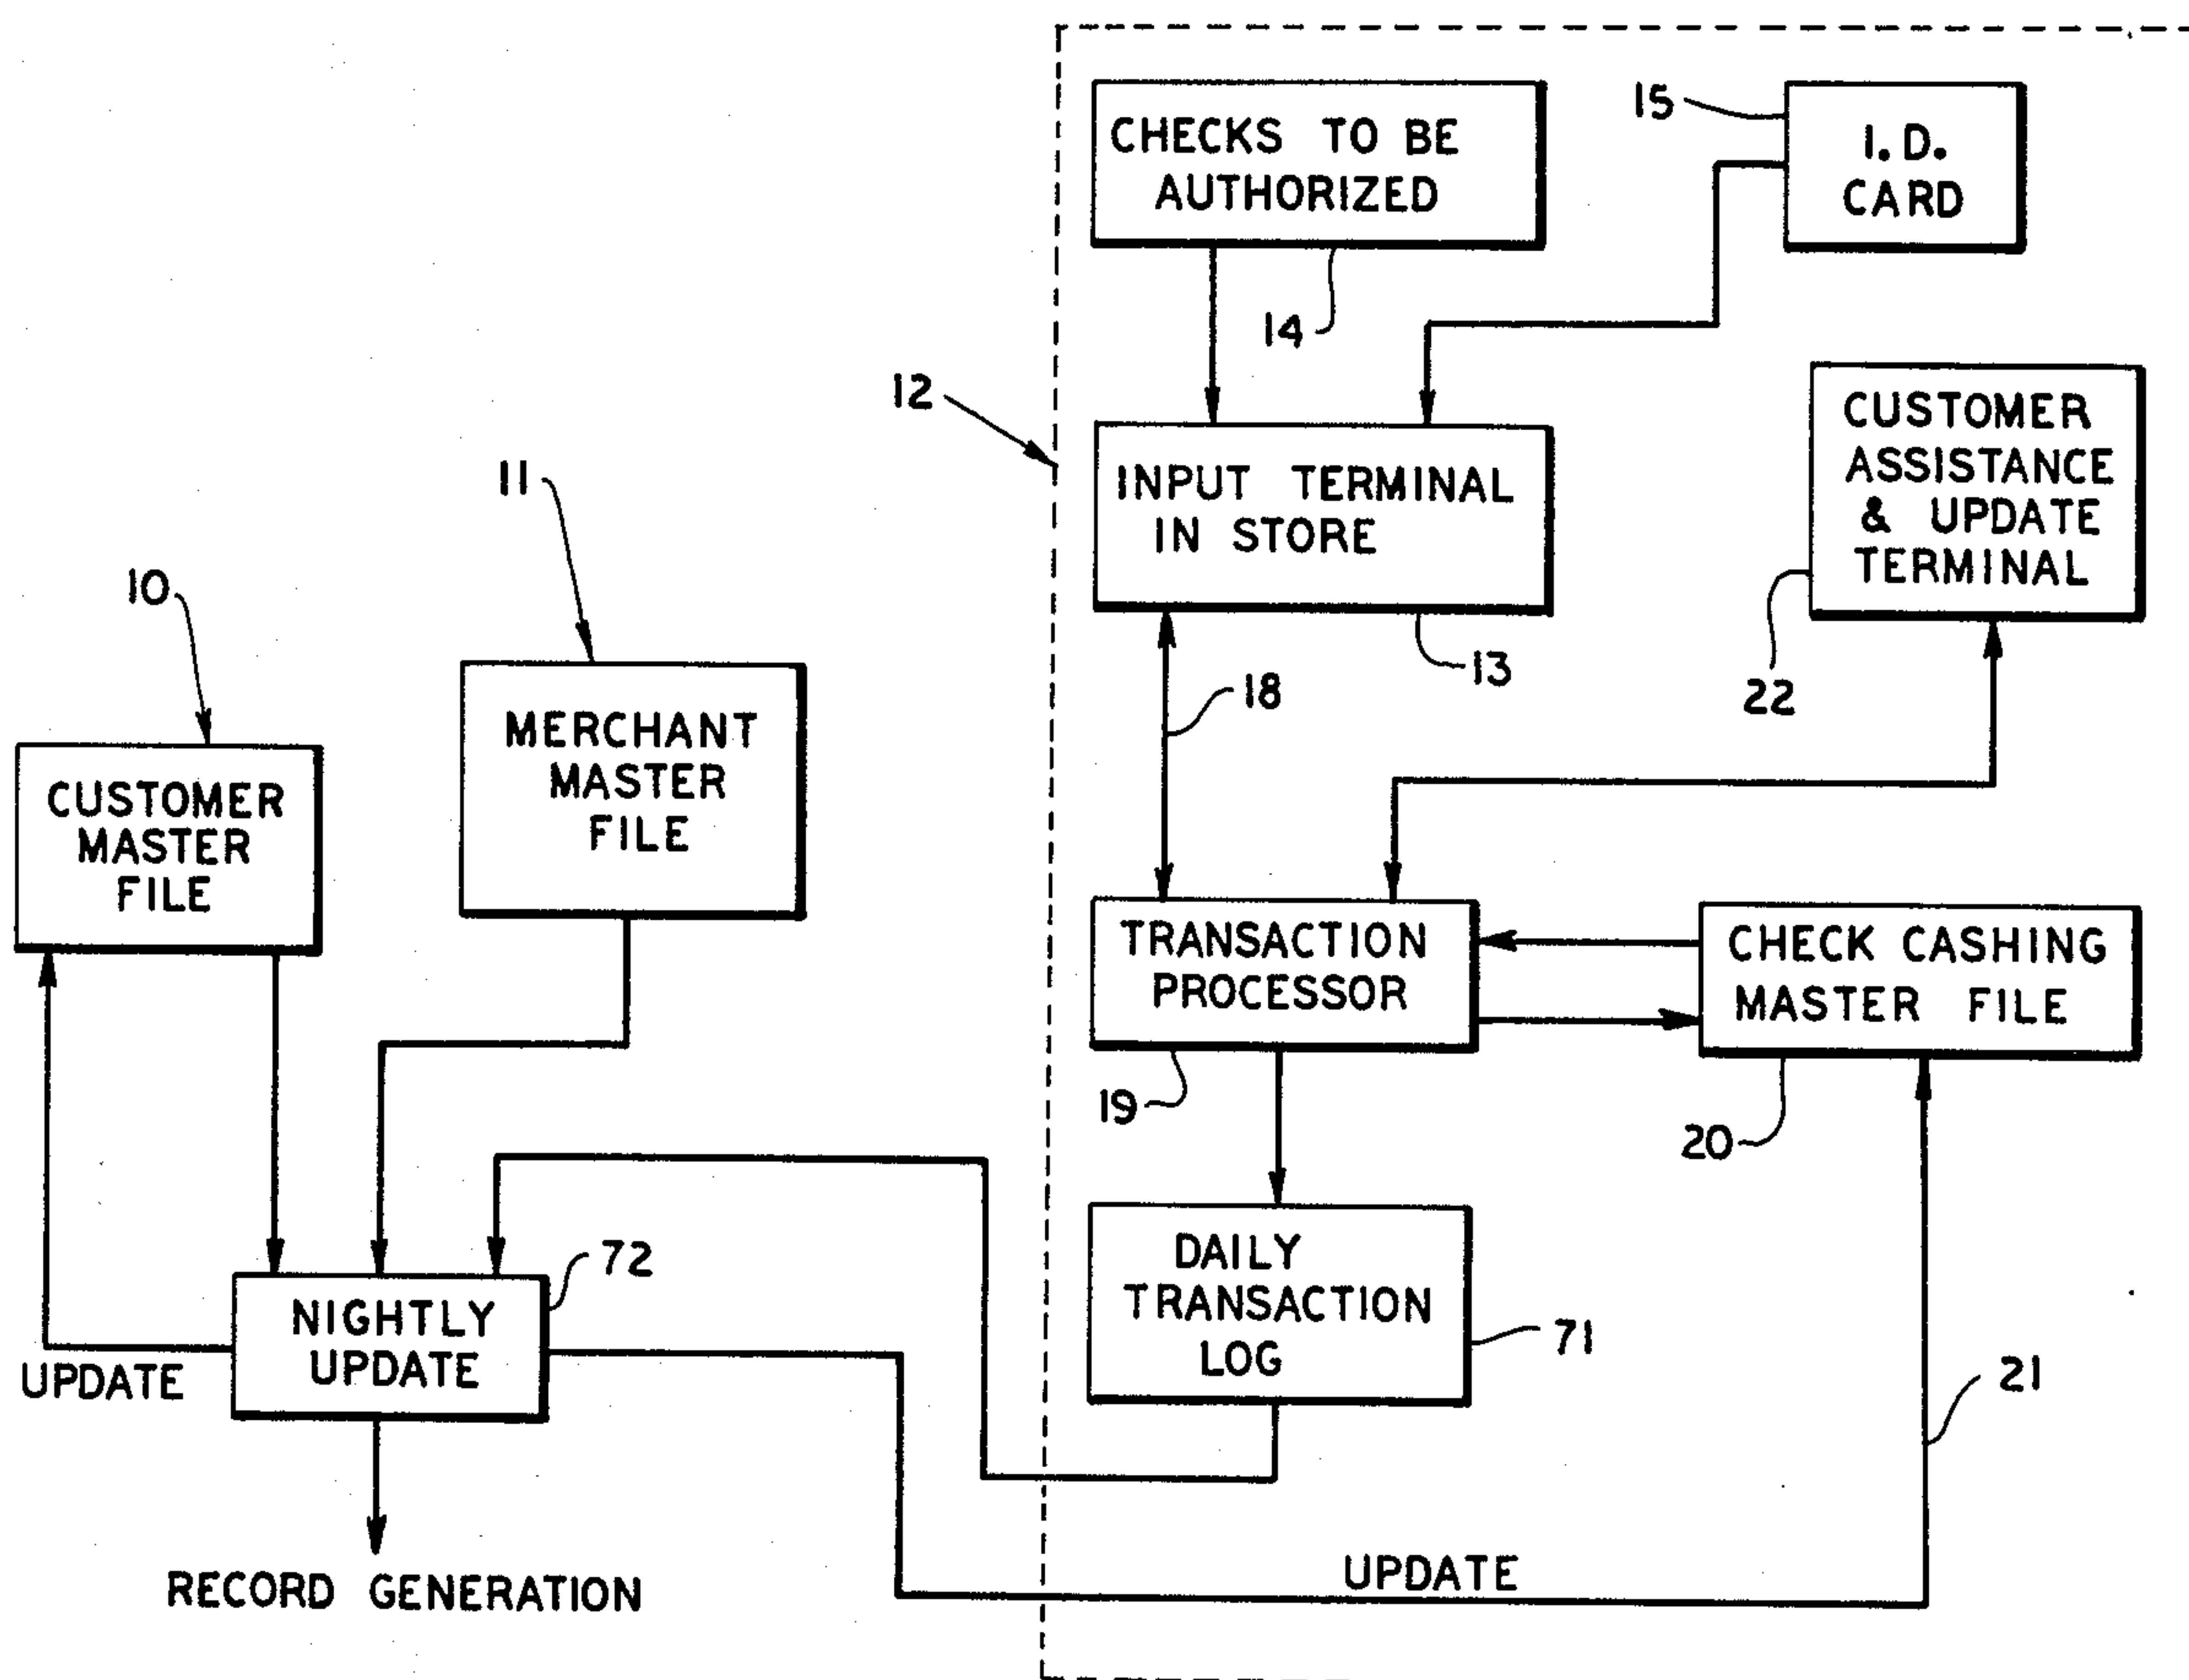 CHECKS TO BE
AUTHORIZED
14
15
I.D.
CARD
12
INPUT TERMINAL
IN STORE
13
CUSTOMER
ASSISTANCE
& UPDATE
TERMINAL
22
18
11
MERCHANT
MASTER
FILE
10
CUSTOMER
MASTER
FILE
TRANSACTION
PROCESSOR
19
CHECK CASHING
MASTER FILE
20
DAILY
TRANSACTION
LOG
71
72
NIGHTLY
UPDATE
UPDATE
21
RECORD GENERATION
UPDATE